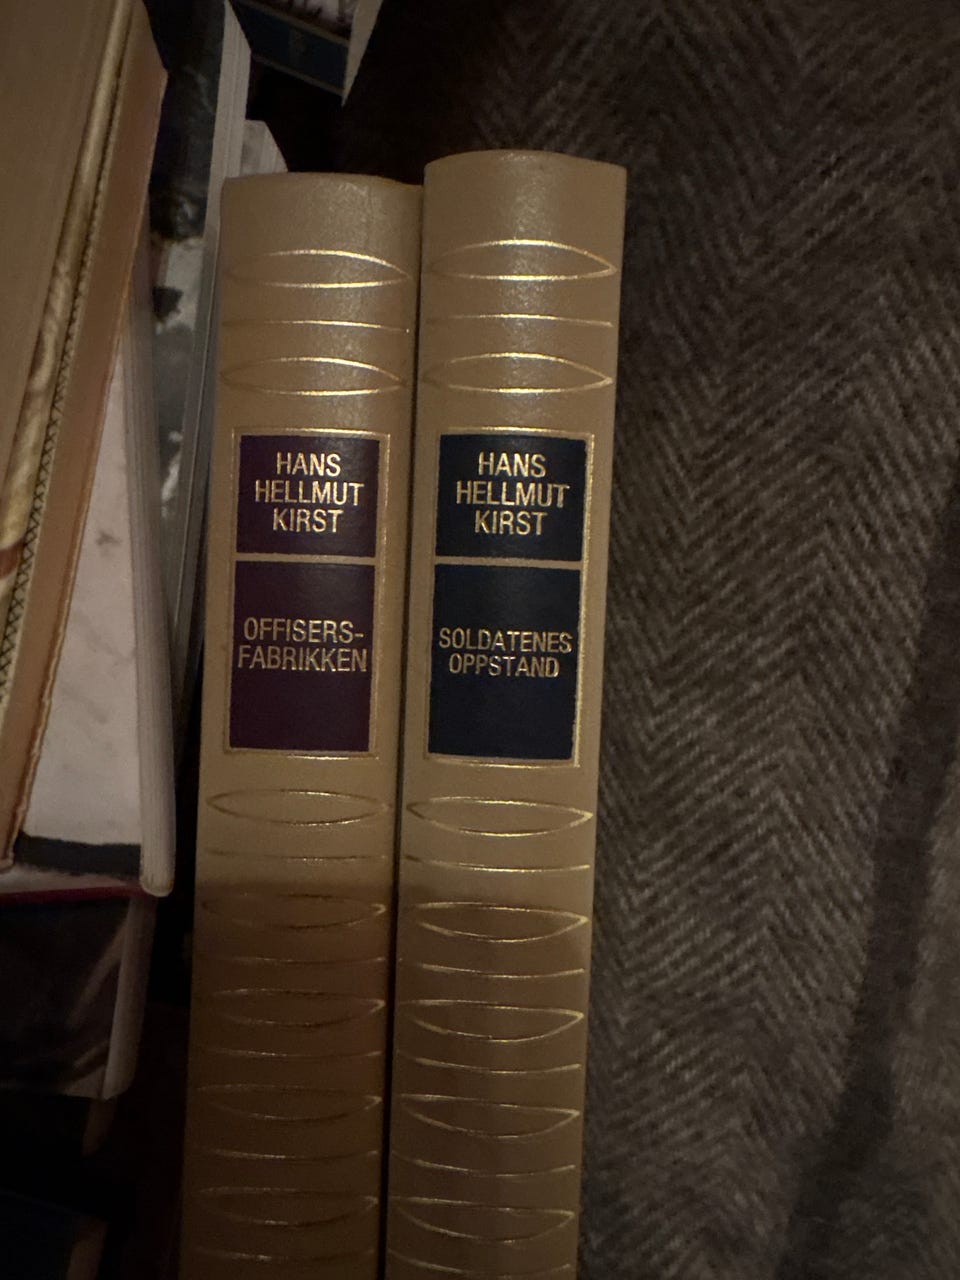 HANS
HELLMUT
KIRST
OFFISERS-
FABRIKKEN
HANS
HELLMUT
KIRST
SOLDATENES
OPPSTAND